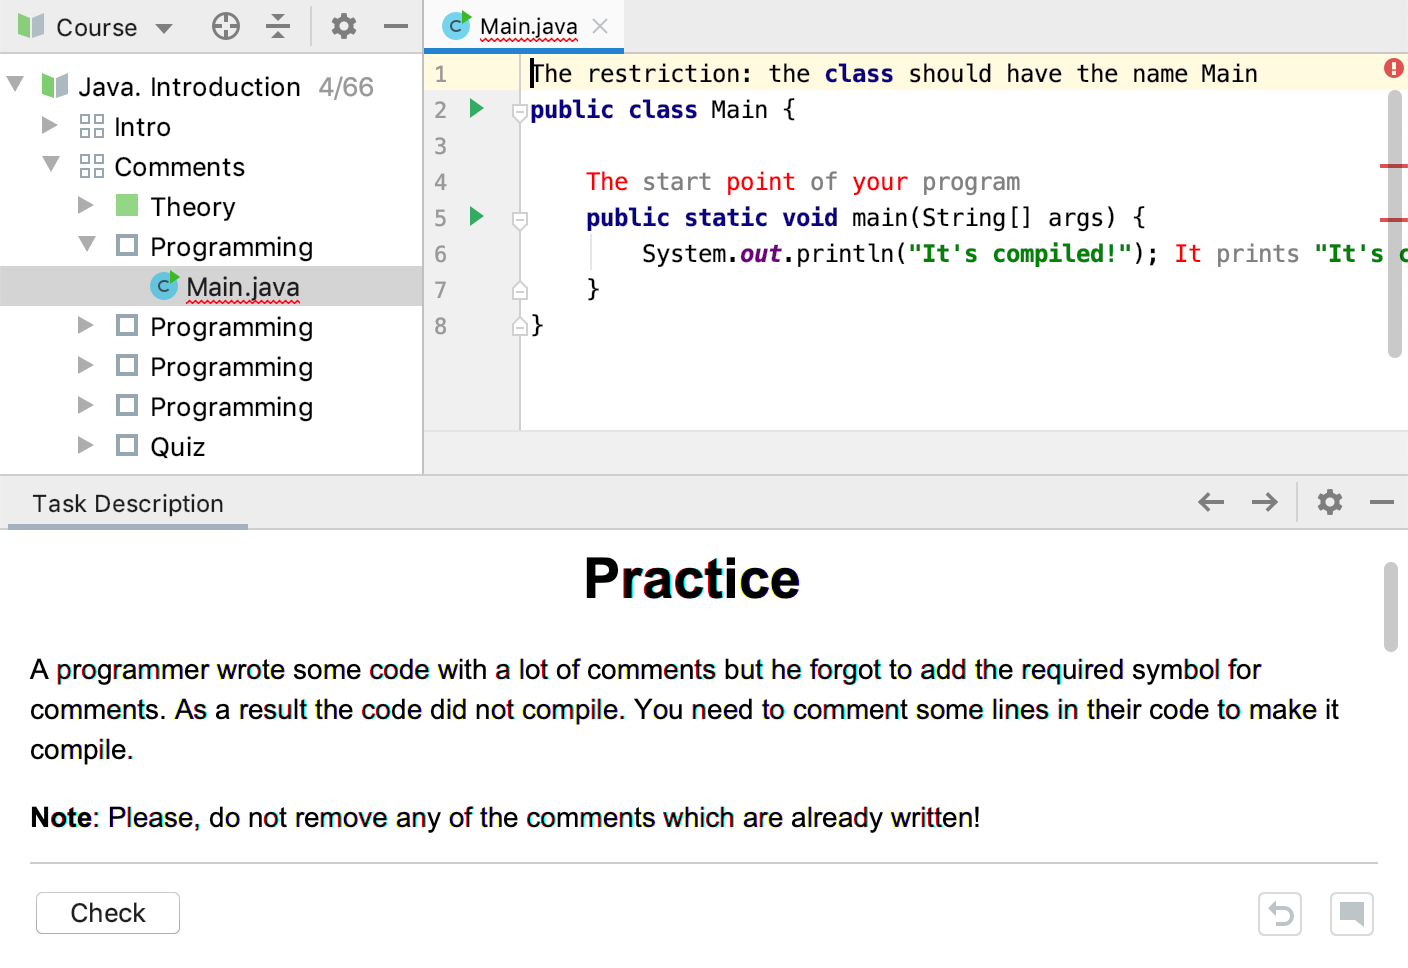 Course
Main.java
Java. Introduction 4/66
Intro
Comments
Theory
Programming
Main.java
Programming
Programming
Programming
Quiz
1 The restriction: the class should have the name Main
2 public class Main {
3
4 The start point of your program
5 public static void main(String[] args) {
6 System.out.println("It's compiled!"); It prints "It's c
7 }
8 }
Task Description
Practice
A programmer wrote some code with a lot of comments but he forgot to add the required symbol for
comments. As a result the code did not compile. You need to comment some lines in their code to make it
compile.
Note: Please, do not remove any of the comments which are already written!
Check